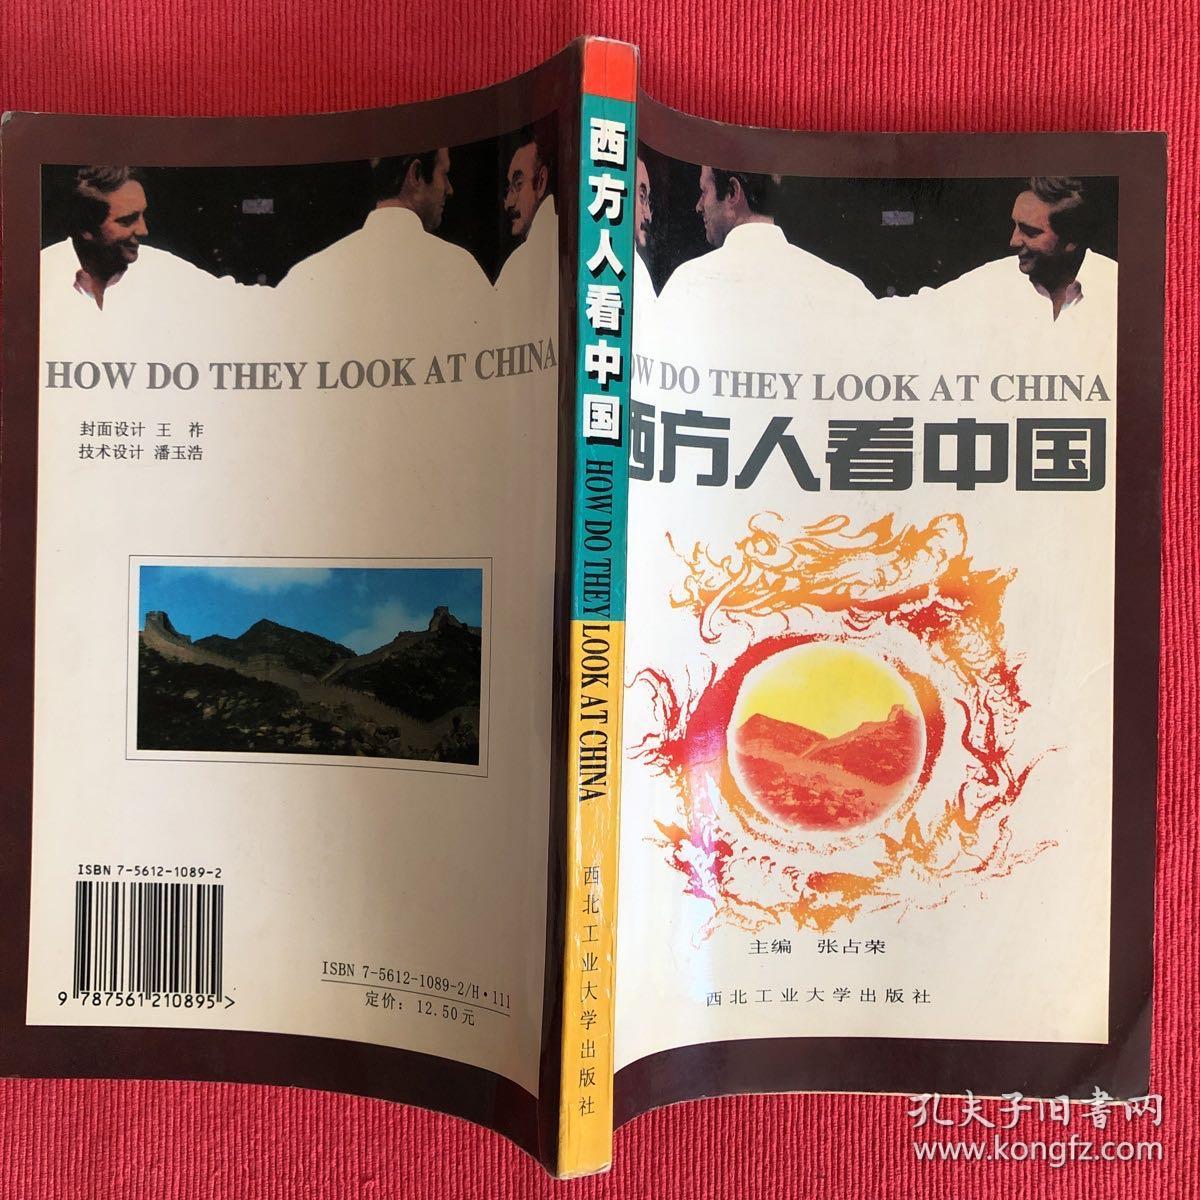 HOW DO THEY LOOK AT CHINA
封面设计 王 祚
技术设计 潘玉浩
ISBN 7-5612-1089-2
9 787561 210895 >
ISBN 7-5612-1089-2/H·111
定价: 12.50元
西方人看中国 HOW DO THEY LOOK AT CHINA 西北工业大学出版社
OW DO THEY LOOK AT CHINA
西方人看中国
主编 张占荣
西北工业大学出版社
孔夫子旧书网
www.kongfz.com